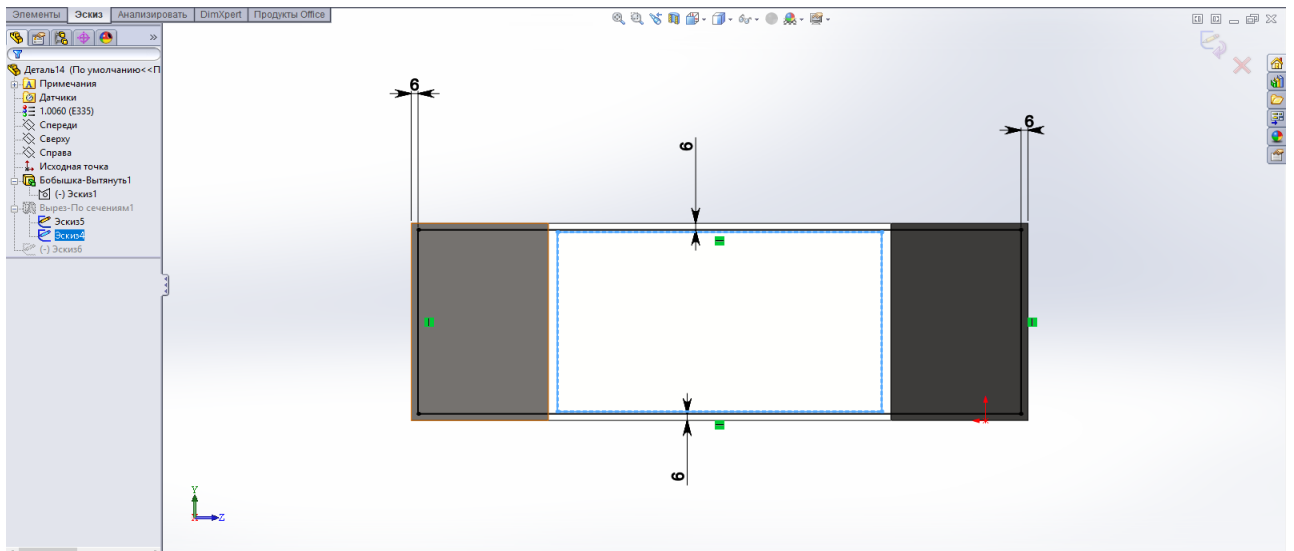 Элементы Эскиз Анализировать DimXpert Продукты Office
»
Деталь14 (По умолчанию<<П
Примечания
Датчики
1.0060 (E335)
Спереди
Сверху
Справа
Исходная точка
Бобышка-Вытянуть1
(-) Эскиз1
Вырез-По сечениям1
Эскиз5
Эскиз4
(-) Эскиз6
6
6
6
6
Y
X
Z